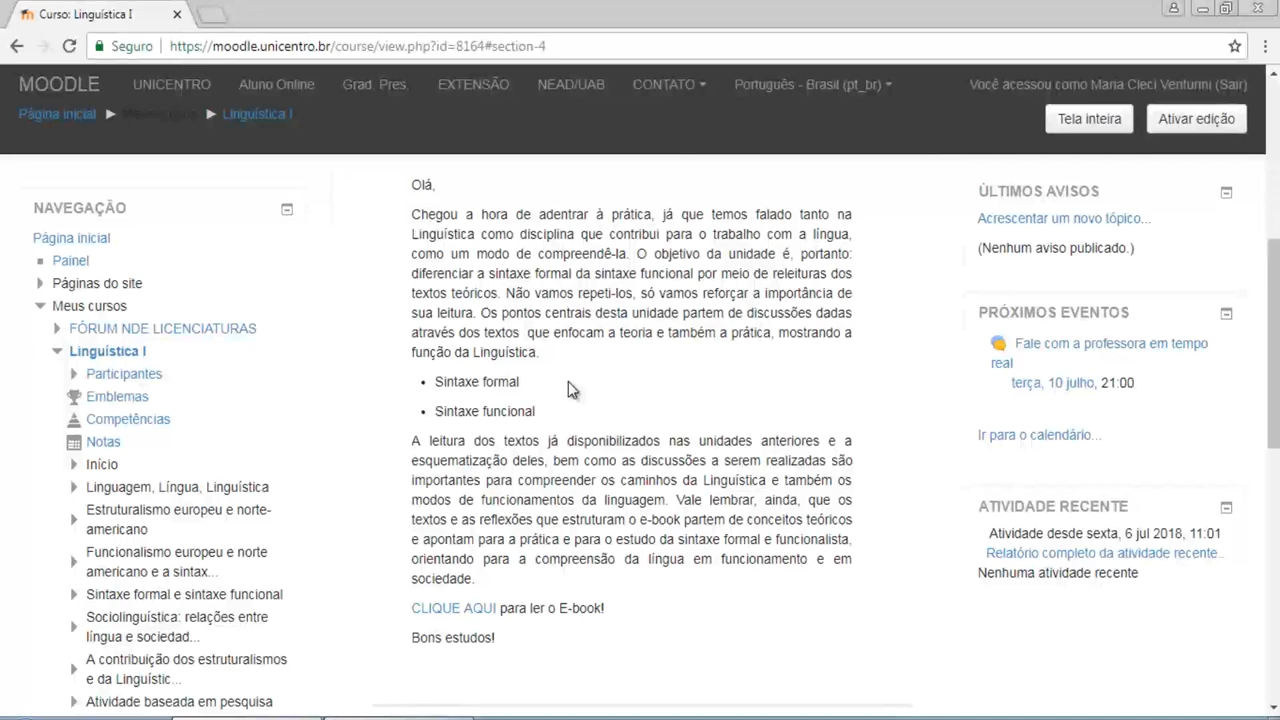 Curso: Linguística I
Seguro
https://moodle.unicentro.br/course/view.php?id=8164#section-4
MOODLE UNICENTRO Aluno Online Grad. Pres. EXTENSÃO NEAD/UAB CONTATO Português - Brasil (pt_br) Você acessou como Maria Cleci Venturini (Sair)
Página inicial ▶ ▶ Linguística I
Tela inteira Ativar edição
NAVEGAÇÃO
Página inicial
Painel
Páginas do site
Meus cursos
FÓRUM NDE LICENCIATURAS
Linguística I
Participantes
Emblemas
Competências
Notas
Início
Linguagem, Língua, Linguística
Estruturalismo europeu e norte-
americano
Funcionalismo europeu e norte
americano e a sintax...
Sintaxe formal e sintaxe funcional
Sociolinguística: relações entre
língua e sociedad...
A contribuição dos estruturalismos
e da Linguístic...
Atividade baseada em pesquisa
Olá,
Chegou a hora de adentrar à prática, já que temos falado tanto na
Linguística como disciplina que contribui para o trabalho com a língua,
como um modo de compreendê-la. O objetivo da unidade é, portanto:
diferenciar a sintaxe formal da sintaxe funcional por meio de releituras dos
textos teóricos. Não vamos repeti-los, só vamos reforçar a importância de
sua leitura. Os pontos centrais desta unidade partem de discussões dadas
através dos textos que enfocam a teoria e também a prática, mostrando a
função da Linguística.
• Sintaxe formal
• Sintaxe funcional
A leitura dos textos já disponibilizados nas unidades anteriores e a
esquematização deles, bem como as discussões a serem realizadas são
importantes para compreender os caminhos da Linguística e também os
modos de funcionamentos da linguagem. Vale lembrar, ainda, que os
textos e as reflexões que estruturam o e-book partem de conceitos teóricos
e apontam para a prática e para o estudo da sintaxe formal e funcionalista,
orientando para a compreensão da língua em funcionamento e em
sociedade.
CLIQUE AQUI para ler o E-book!
Bons estudos!
ÚLTIMOS AVISOS
Acrescentar um novo tópico...
(Nenhum aviso publicado.)
PRÓXIMOS EVENTOS
Fale com a professora em tempo
real
terça, 10 julho, 21:00
Ir para o calendário...
ATIVIDADE RECENTE
Atividade desde sexta, 6 jul 2018, 11:01
Relatório completo da atividade recente...
Nenhuma atividade recente